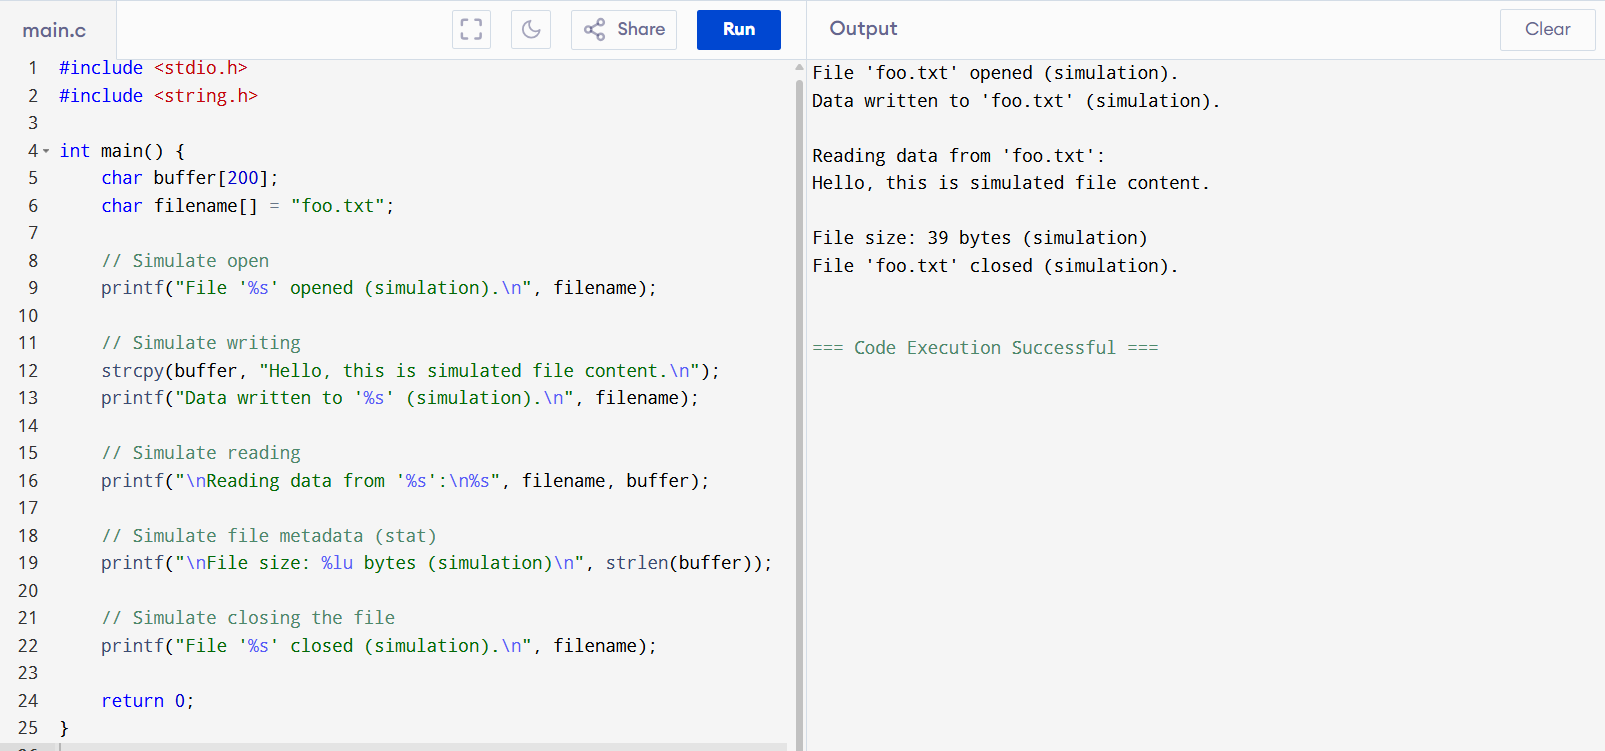 main.c
Share
Run
Output
Clear
1 #include <stdio.h>
2 #include <string.h>
3
4 int main() {
5     char buffer[200];
6     char filename[] = "foo.txt";
7
8     // Simulate open
9     printf("File '%s' opened (simulation).\n", filename);
10
11     // Simulate writing
12     strcpy(buffer, "Hello, this is simulated file content.\n");
13     printf("Data written to '%s' (simulation).\n", filename);
14
15     // Simulate reading
16     printf("\nReading data from '%s':\n%s", filename, buffer);
17
18     // Simulate file metadata (stat)
19     printf("\nFile size: %lu bytes (simulation)\n", strlen(buffer));
20
21     // Simulate closing the file
22     printf("File '%s' closed (simulation).\n", filename);
23
24     return 0;
25 }
File 'foo.txt' opened (simulation).
Data written to 'foo.txt' (simulation).

Reading data from 'foo.txt':
Hello, this is simulated file content.

File size: 39 bytes (simulation)
File 'foo.txt' closed (simulation).

=== Code Execution Successful ===